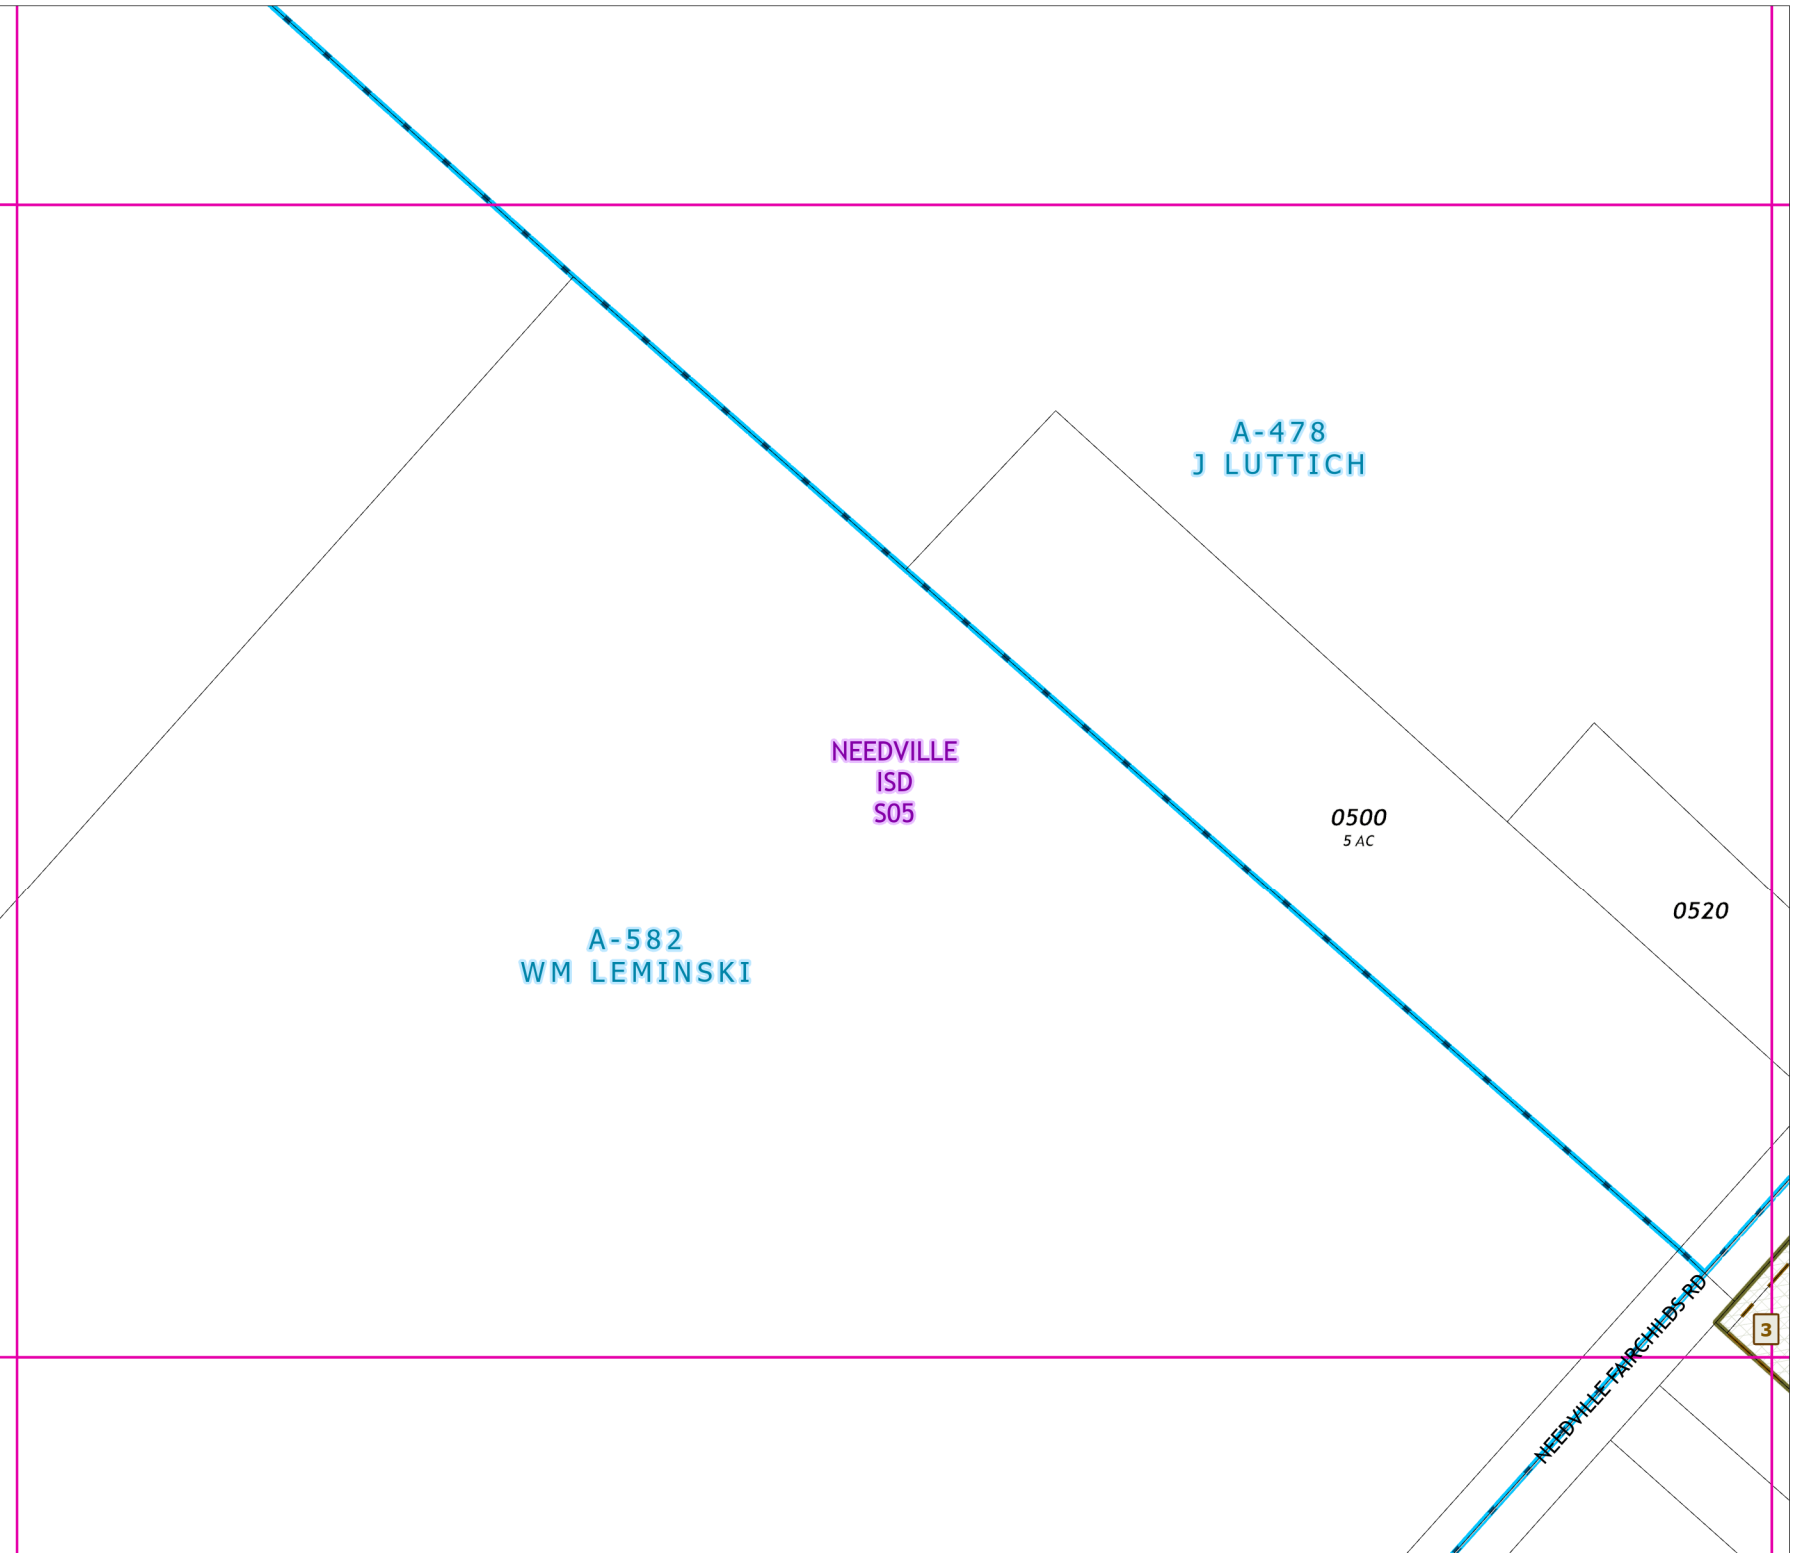 A-478
J LUTTICH
NEEDVILLE
ISD
S05
0500
5 AC
0520
A-582
WM LEMINSKI
NEEDVILLE FAIRCHILDS RD
3